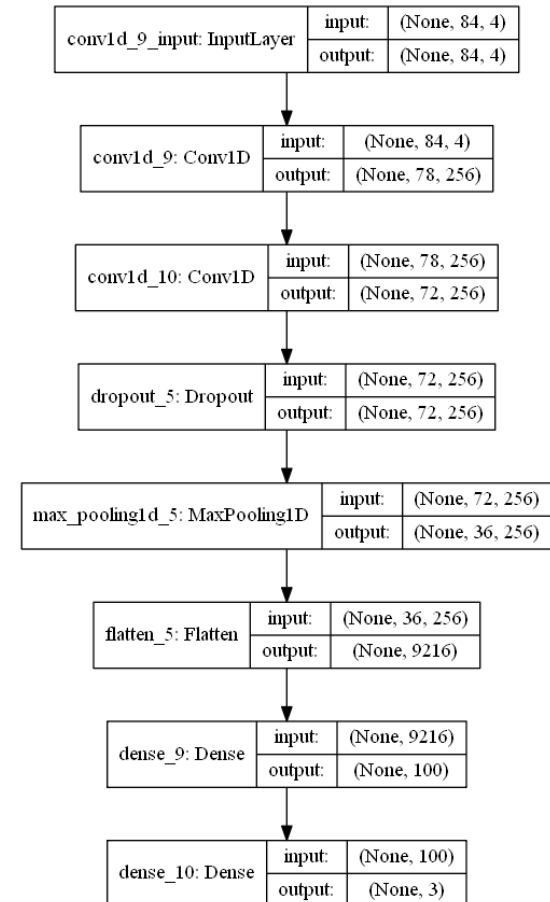 conv1d_9_input: InputLayer
input: (None, 84, 4)
output: (None, 84, 4)
conv1d_9: Conv1D
input: (None, 84, 4)
output: (None, 78, 256)
conv1d_10: Conv1D
input: (None, 78, 256)
output: (None, 72, 256)
dropout_5: Dropout
input: (None, 72, 256)
output: (None, 72, 256)
max_pooling1d_5: MaxPooling1D
input: (None, 72, 256)
output: (None, 36, 256)
flatten_5: Flatten
input: (None, 36, 256)
output: (None, 9216)
dense_9: Dense
input: (None, 9216)
output: (None, 100)
dense_10: Dense
input: (None, 100)
output: (None, 3)